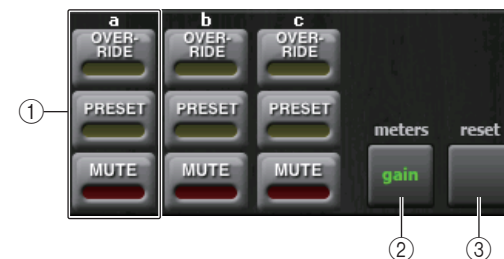 a b c
OVER-
RIDE
OVER-
RIDE
OVER-
RIDE
PRESET PRESET PRESET
MUTE MUTE MUTE
meters reset
gain
①
② ③